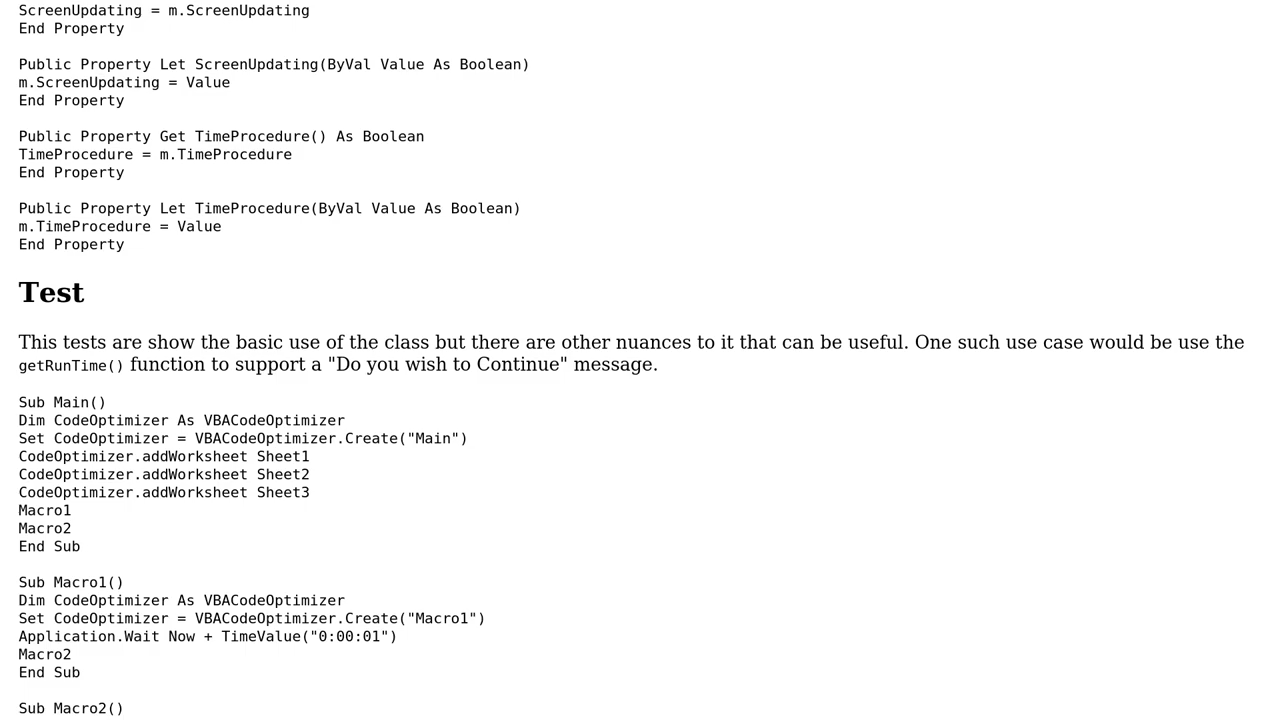 ScreenUpdating = m.ScreenUpdating
End Property
Public Property Let ScreenUpdating(ByVal Value As Boolean)
m.ScreenUpdating = Value
End Property
Public Property Get TimeProcedure() As Boolean
TimeProcedure = m.TimeProcedure
End Property
Public Property Let TimeProcedure(ByVal Value As Boolean)
m.TimeProcedure = Value
End Property
Test
This tests are show the basic use of the class but there are other nuances to it that can be useful. One such use case would be use the
getRunTime() function to support a "Do you wish to Continue" message.
Sub Main()
Dim CodeOptimizer As VBACodeOptimizer
Set CodeOptimizer = VBACodeOptimizer.Create("Main")
CodeOptimizer.addWorksheet Sheet1
CodeOptimizer.addWorksheet Sheet2
CodeOptimizer.addWorksheet Sheet3
Macro1
Macro2
End Sub
Sub Macro1()
Dim CodeOptimizer As VBACodeOptimizer
Set CodeOptimizer = VBACodeOptimizer.Create("Macro1")
Application.Wait Now + TimeValue("0:00:01")
Macro2
End Sub
Sub Macro2()